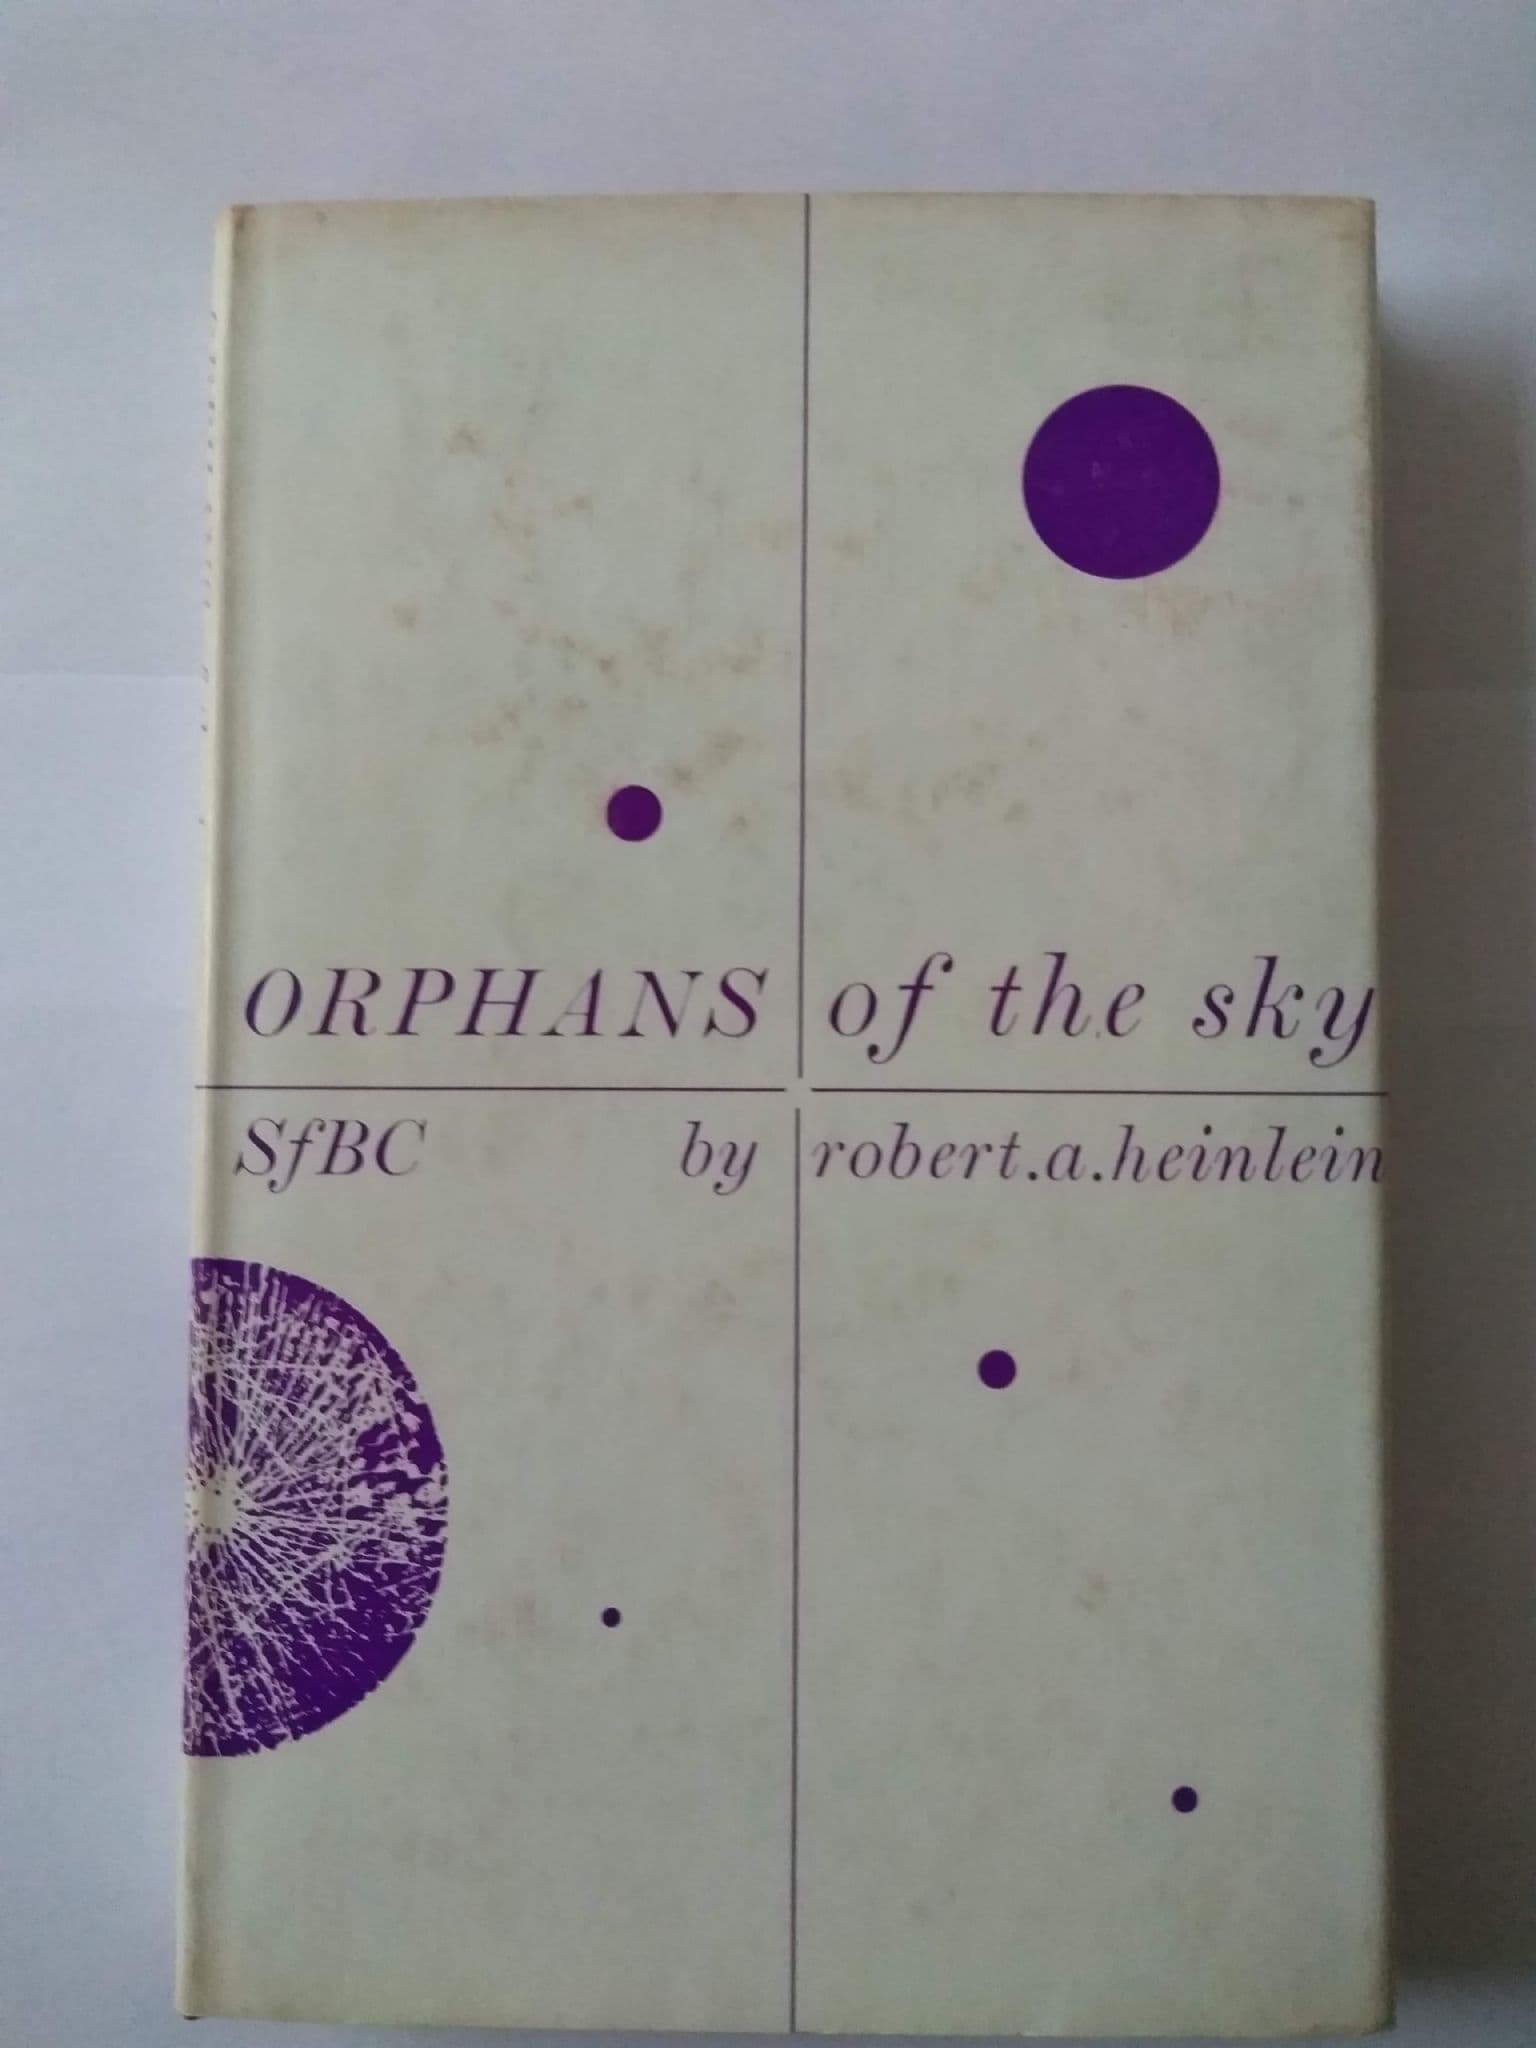 ORPHANS of the sky
SfBC by robert.a.heinlein